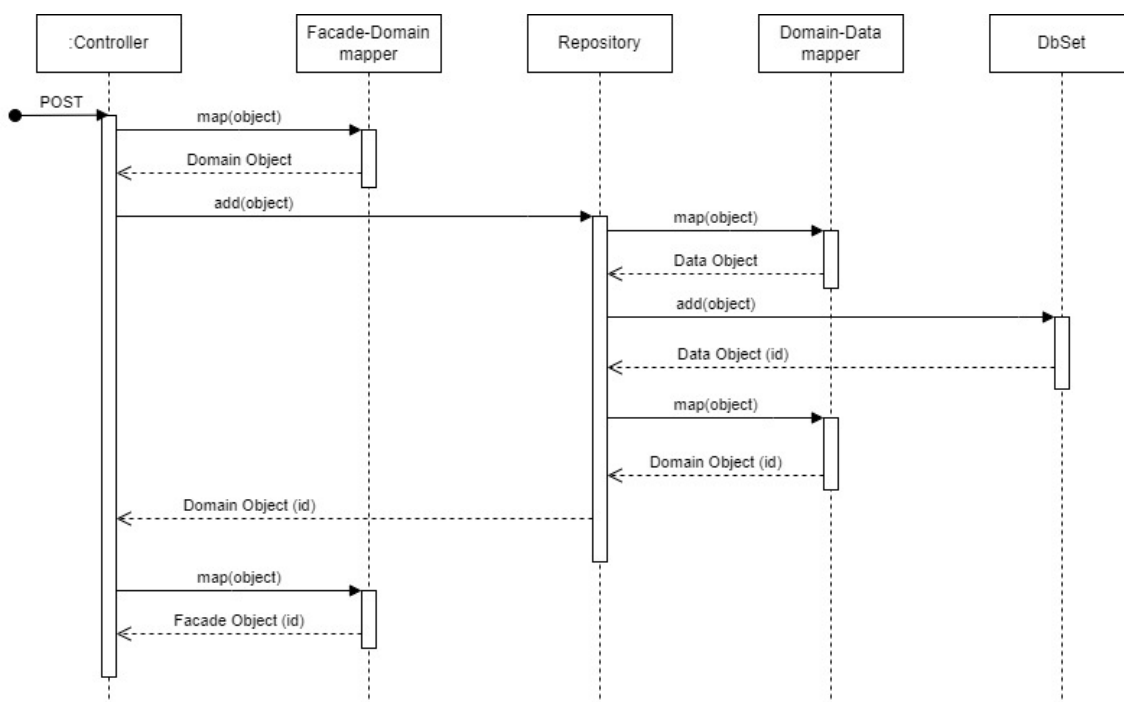 :Controller
Facade-Domain
mapper
Repository
Domain-Data
mapper
DbSet
POST
map(object)
Domain Object
add(object)
map(object)
Data Object
add(object)
Data Object (id)
map(object)
Domain Object (id)
Domain Object (id)
map(object)
Facade Object (id)